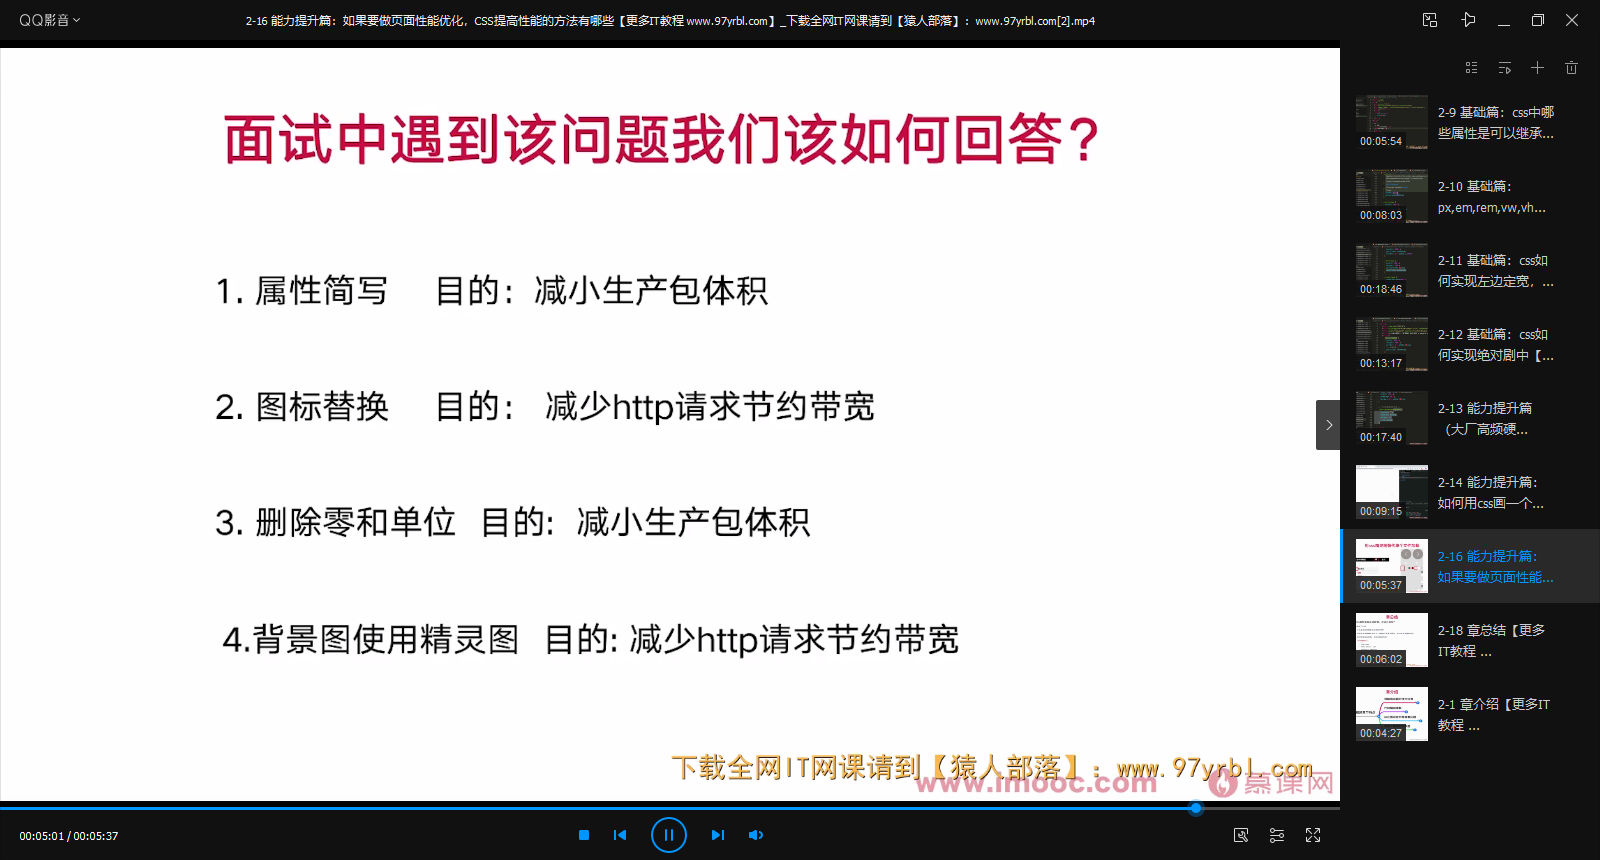 QQ影音
2-16 能力提升篇：如果要做页面性能优化，CSS提高性能的方法有哪些【更多IT教程 www.97yrbl.com】_下载全网IT网课请到【猿人部落】：www.97yrbl.com[2].mp4
面试中遇到该问题我们该如何回答？
1. 属性简写 目的：减小生产包体积
2. 图标替换 目的： 减少http请求节约带宽
3. 删除零和单位 目的：减小生产包体积
4.背景图使用精灵图 目的: 减少http请求节约带宽
下载全网IT网课请到【猿人部落】：www.97yrbl.com
www.imooc.com 慕课网
00:05:01 / 00:05:37
00:05:54
2-9 基础篇：css中哪
些属性是可以继承...
00:08:03
2-10 基础篇：
px,em,rem,vw,vh...
00:18:46
2-11 基础篇：css如
何实现左边定宽，...
00:13:17
2-12 基础篇：css如
何实现绝对剧中【...
00:17:40
2-13 能力提升篇
（大厂高频硬...
00:09:15
2-14 能力提升篇：
如何用css画一个...
00:05:37
2-16 能力提升篇：
如果要做页面性能...
00:06:02
2-18 章总结【更多
IT教程 ...
00:04:27
2-1 章介绍【更多IT
教程 ...